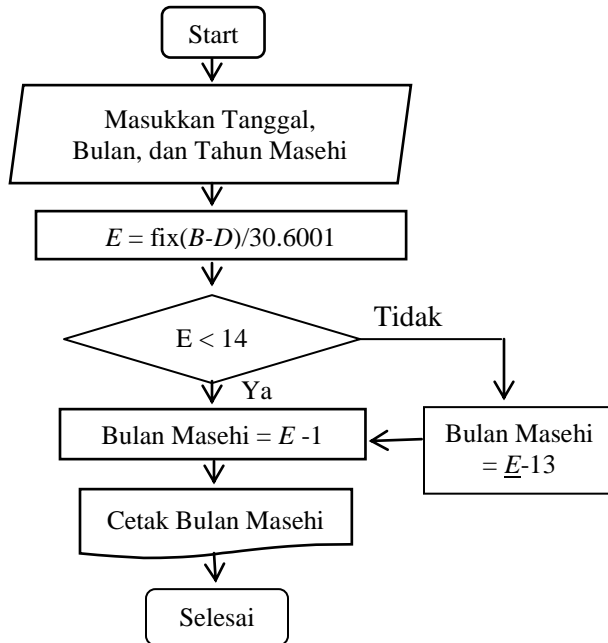 Start
Masukkan Tanggal,
Bulan, dan Tahun Masehi
E = fix(B-D)/30.6001
E < 14
Tidak
Ya
Bulan Masehi = E -1
Bulan Masehi
= E-13
Cetak Bulan Masehi
Selesai